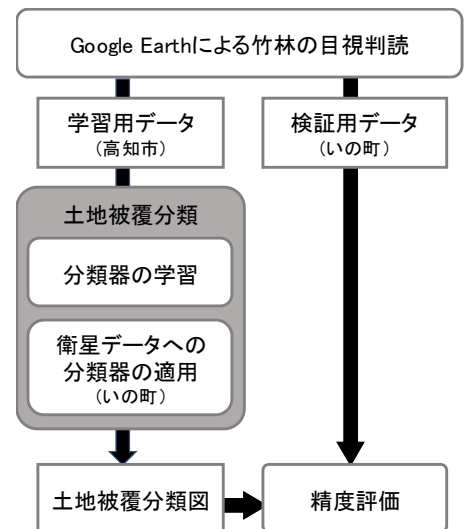 Google Earthによる竹林の目視判読
学習用データ
(高知市)
検証用データ
(いの町)
土地被覆分類
分類器の学習
衛星データへの
分類器の適用
(いの町)
土地被覆分類図
精度評価